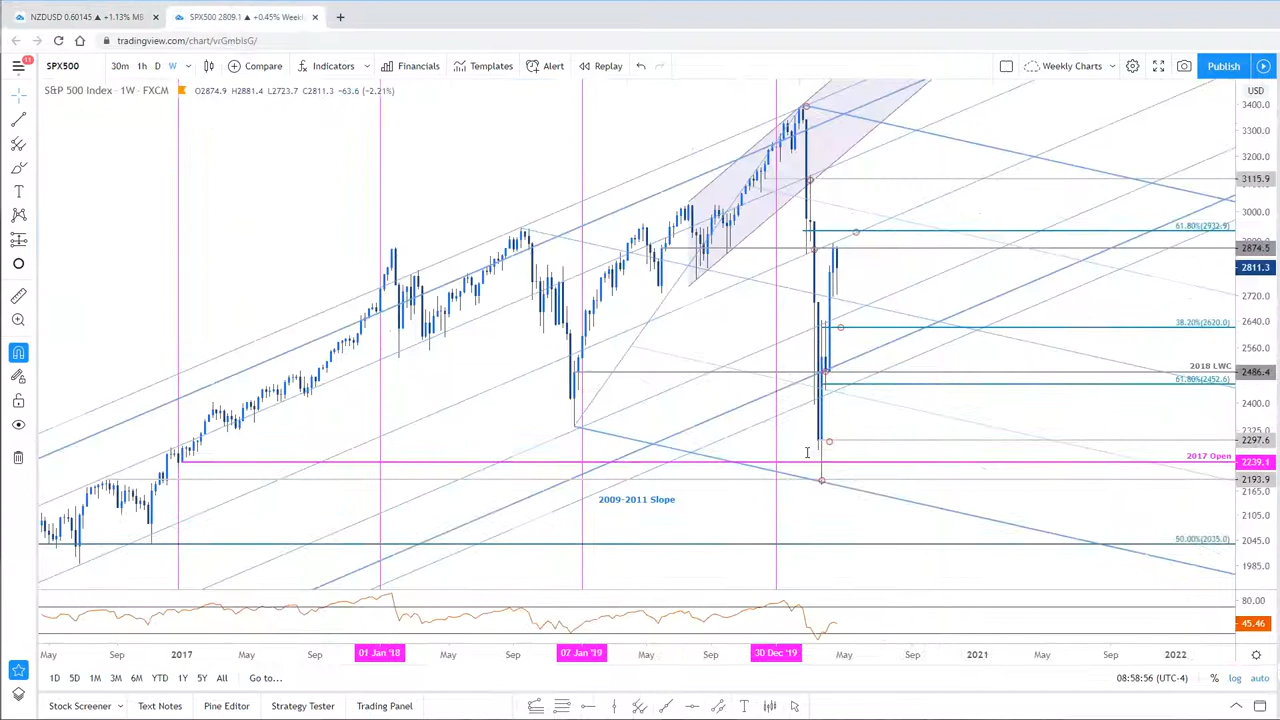 NZDUSD 0.60145 ▲ +1.13% MB
SPX500 2809.1 ▲ +0.45% Weekl
tradingview.com/chart/vrGmblsG/
11
SPX500
30m 1h D W
Compare
Indicators
Financials
Templates
Alert
Replay
Weekly Charts
Publish
S&P 500 Index · 1W · FXCM
O2874.9 H2881.4 L2723.7 C2811.3 −63.6 (−2.21%)
USD
3400.0
3300.0
3200.0
3115.9
3000.0
61.80%(2932.9)
2874.5
2811.3
2720.0
38.20%(2620.0)
2640.0
2560.0
2018 LWC
2486.4
61.80%(2452.6)
2400.0
2325.0
2297.6
2017 Open
2239.1
2193.9
2009-2011 Slope
2165.0
2105.0
50.00%(2035.0)
2045.0
1985.0
80.00
45.46
May Sep 2017 May Sep 01 Jan '18 May Sep 07 Jan '19 May Sep 30 Dec '19 May Sep 2021 May Sep 2022
1D 5D 1M 3M 6M YTD 1Y 5Y All Go to...
08:58:56 (UTC-4) % log auto
Stock Screener Text Notes Pine Editor Strategy Tester Trading Panel